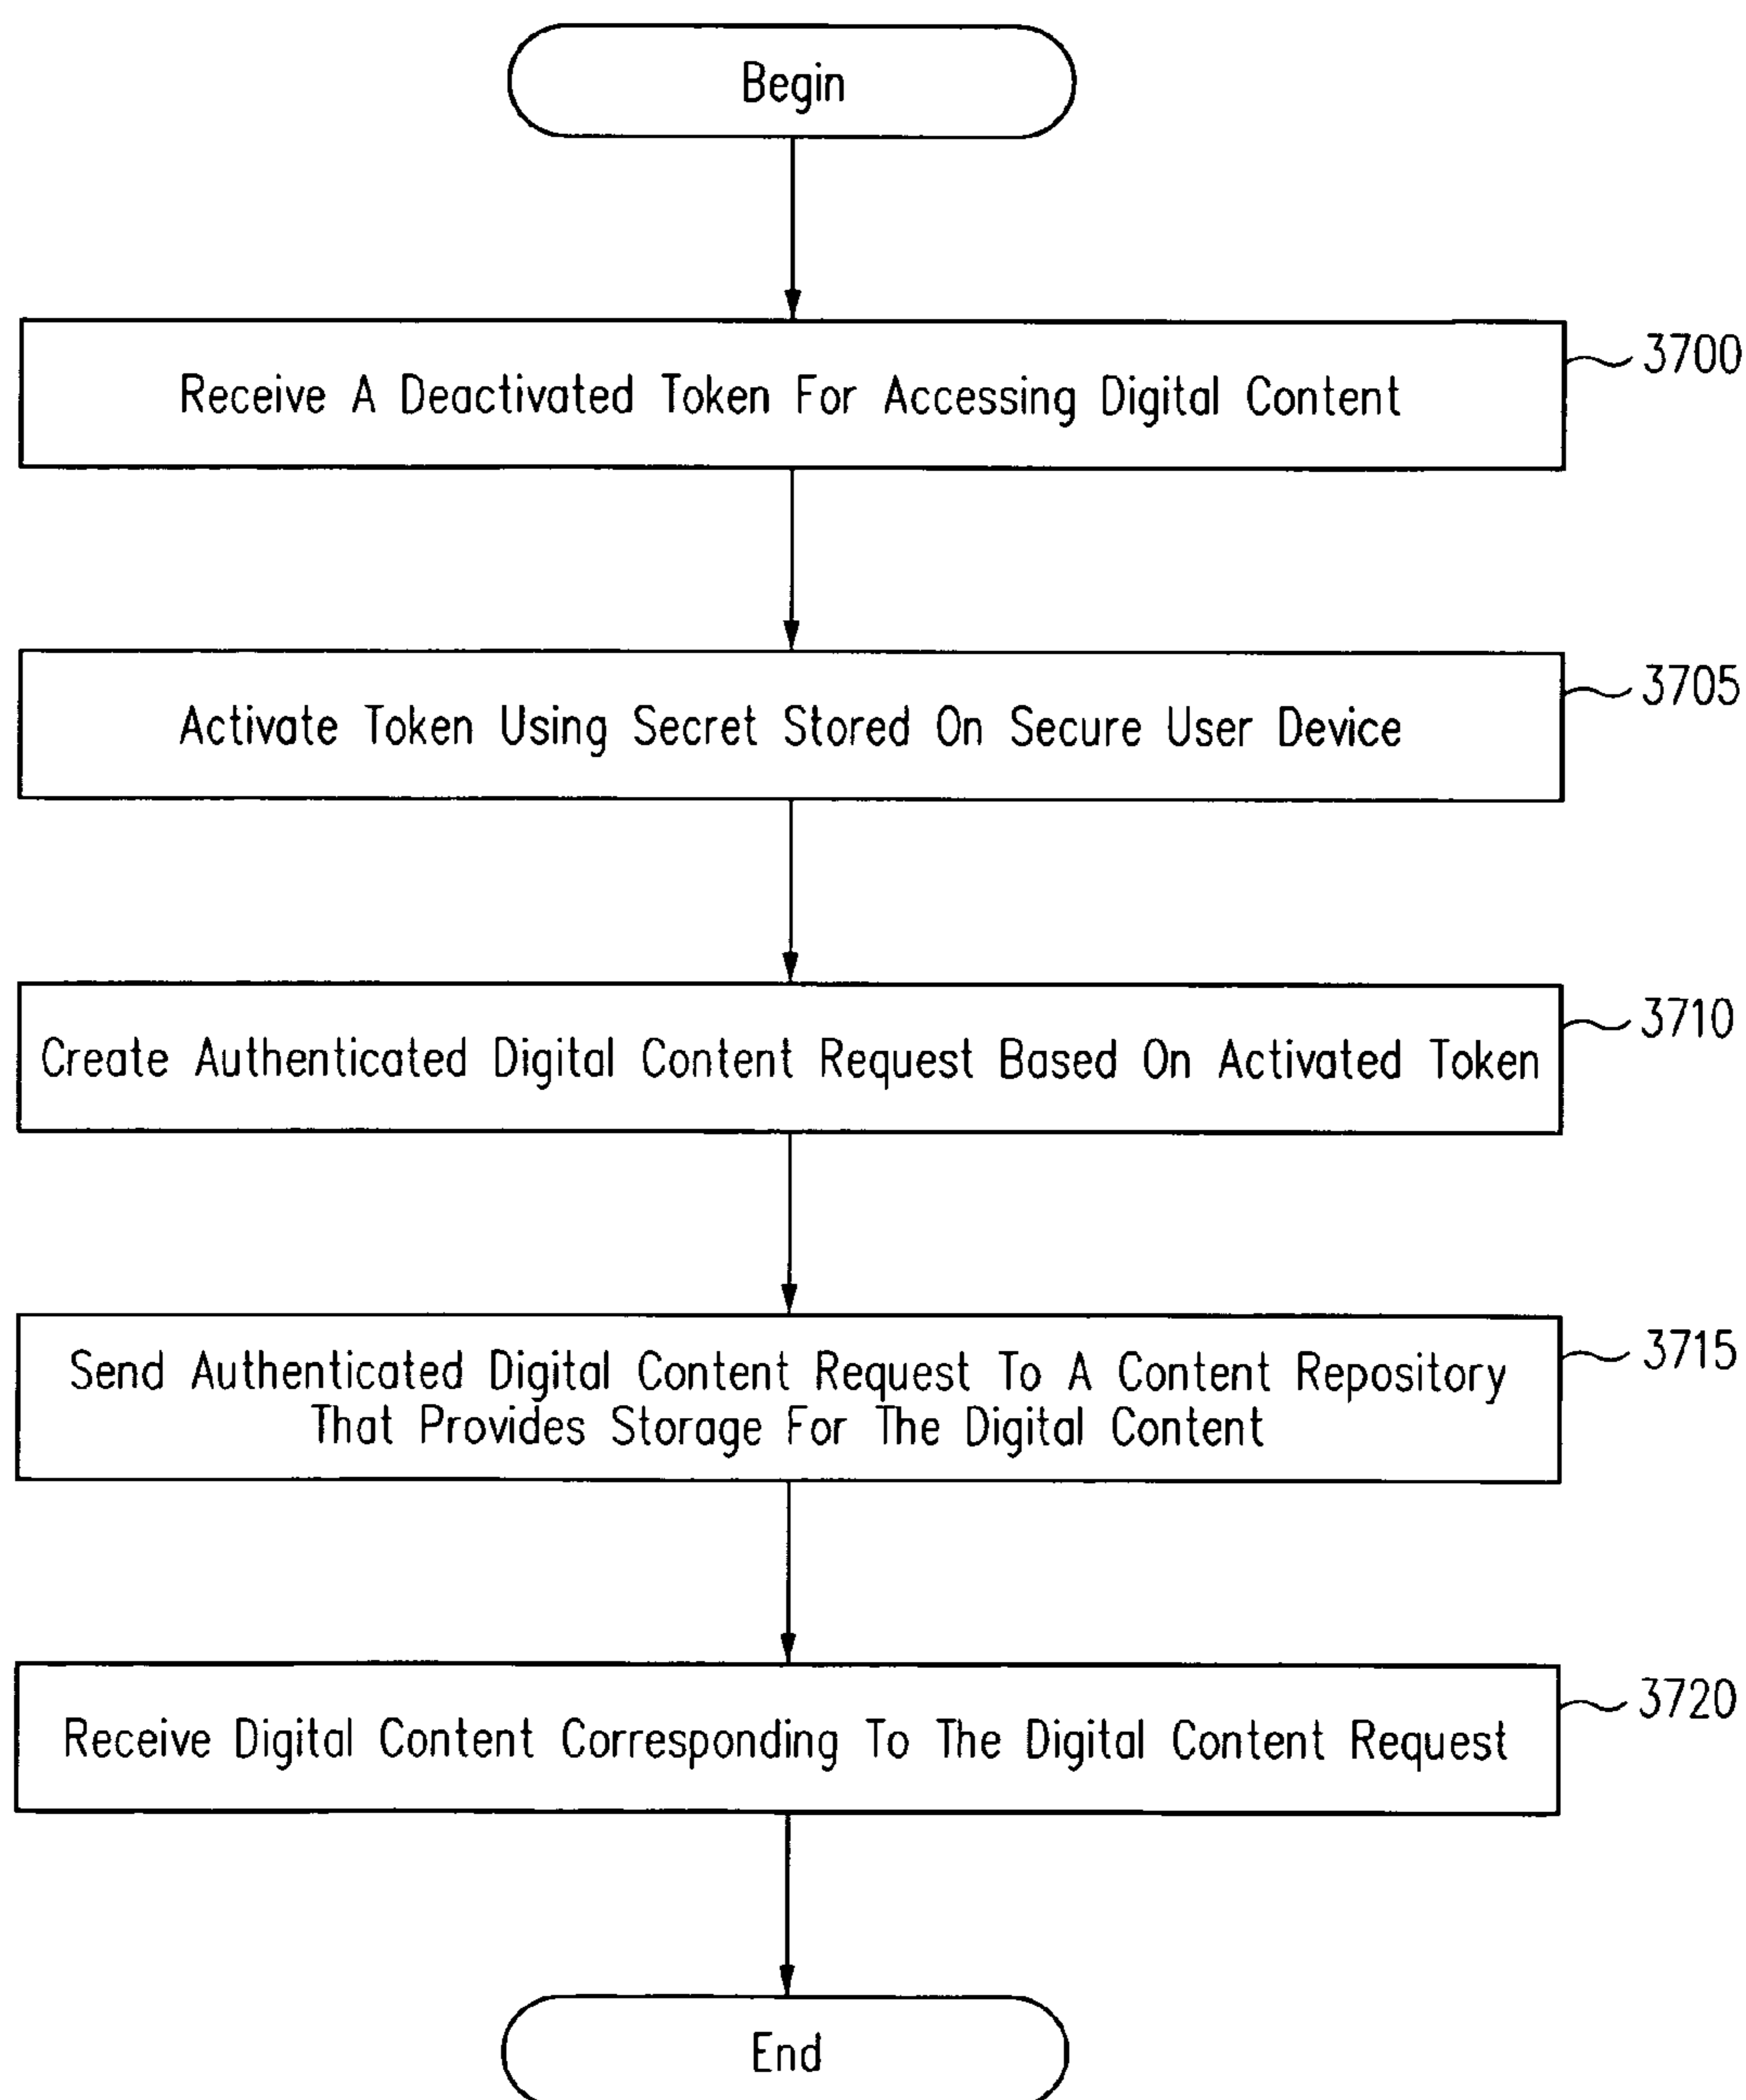 Begin
Receive A Deactivated Token For Accessing Digital Content
3700
Activate Token Using Secret Stored On Secure User Device
3705
Create Authenticated Digital Content Request Based On Activated Token
3710
Send Authenticated Digital Content Request To A Content Repository
That Provides Storage For The Digital Content
3715
Receive Digital Content Corresponding To The Digital Content Request
3720
End